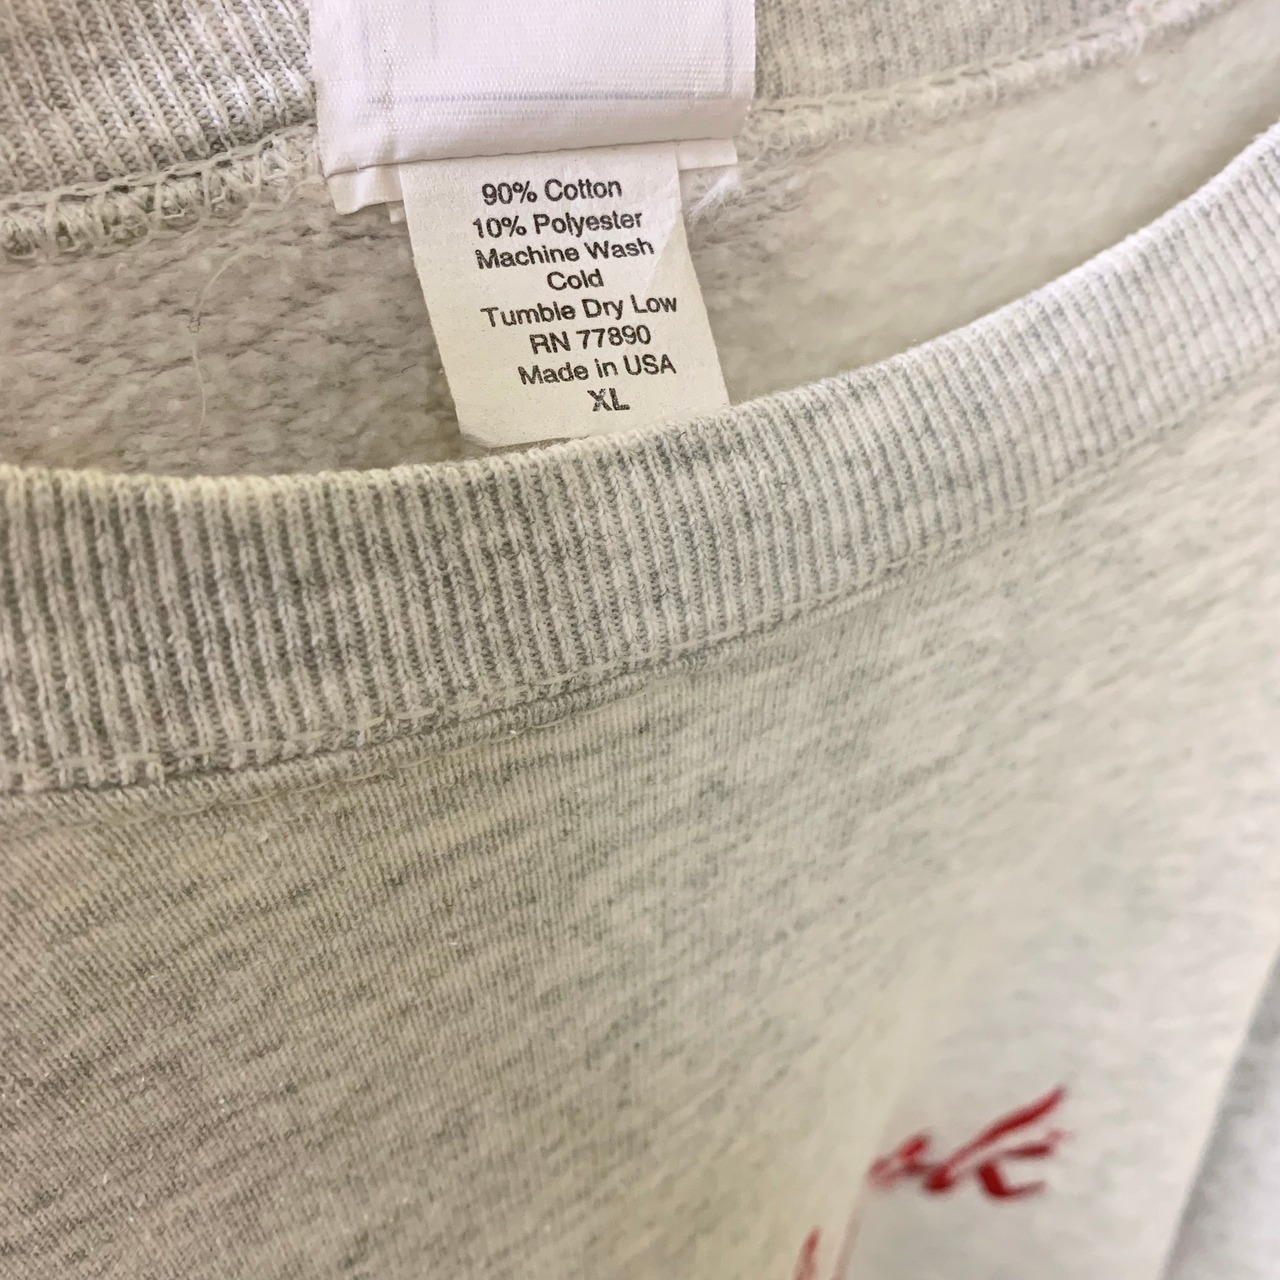 90% Cotton
10% Polyester
Machine Wash
Cold
Tumble Dry Low
RN 77890
Made in USA
XL